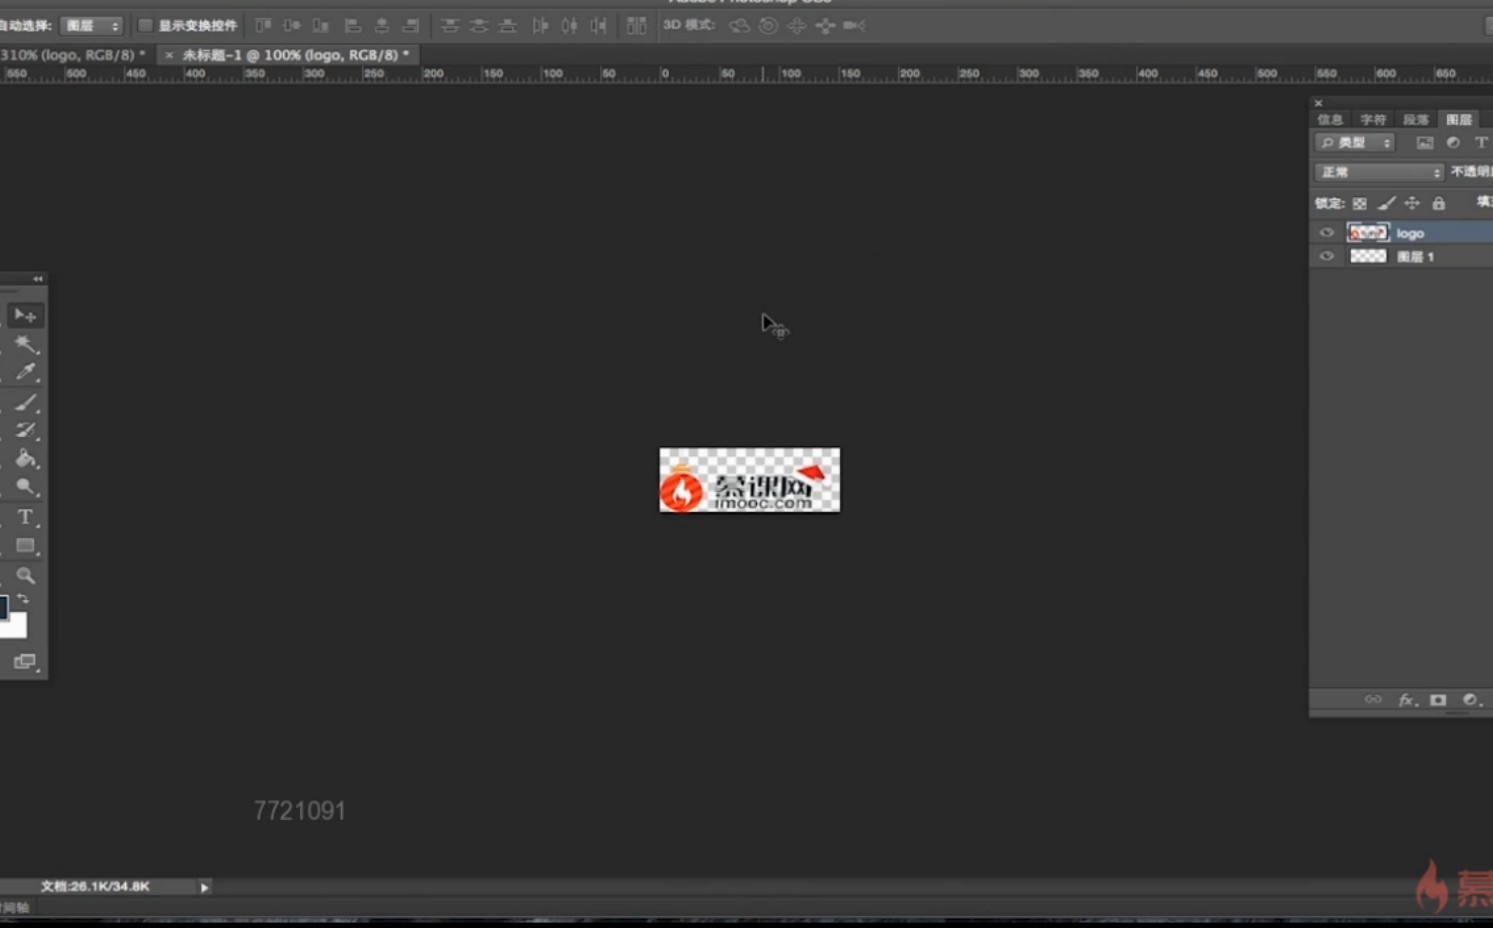 自动选择: 图层 显示变换控件 3D 模式:
310% (logo, RGB/8) * × 未标题-1 @ 100% (logo, RGB/8) *
550 500 450 400 350 300 250 200 150 100 50 0 50 100 150 200 250 300 350 400 450 500 550 600 650
信息 字符 段落 图层
类型
正常 不透明
锁定:
logo
图层 1
慕课网
imooc.com
7721091
文档:26.1K/34.8K
时间轴
慕